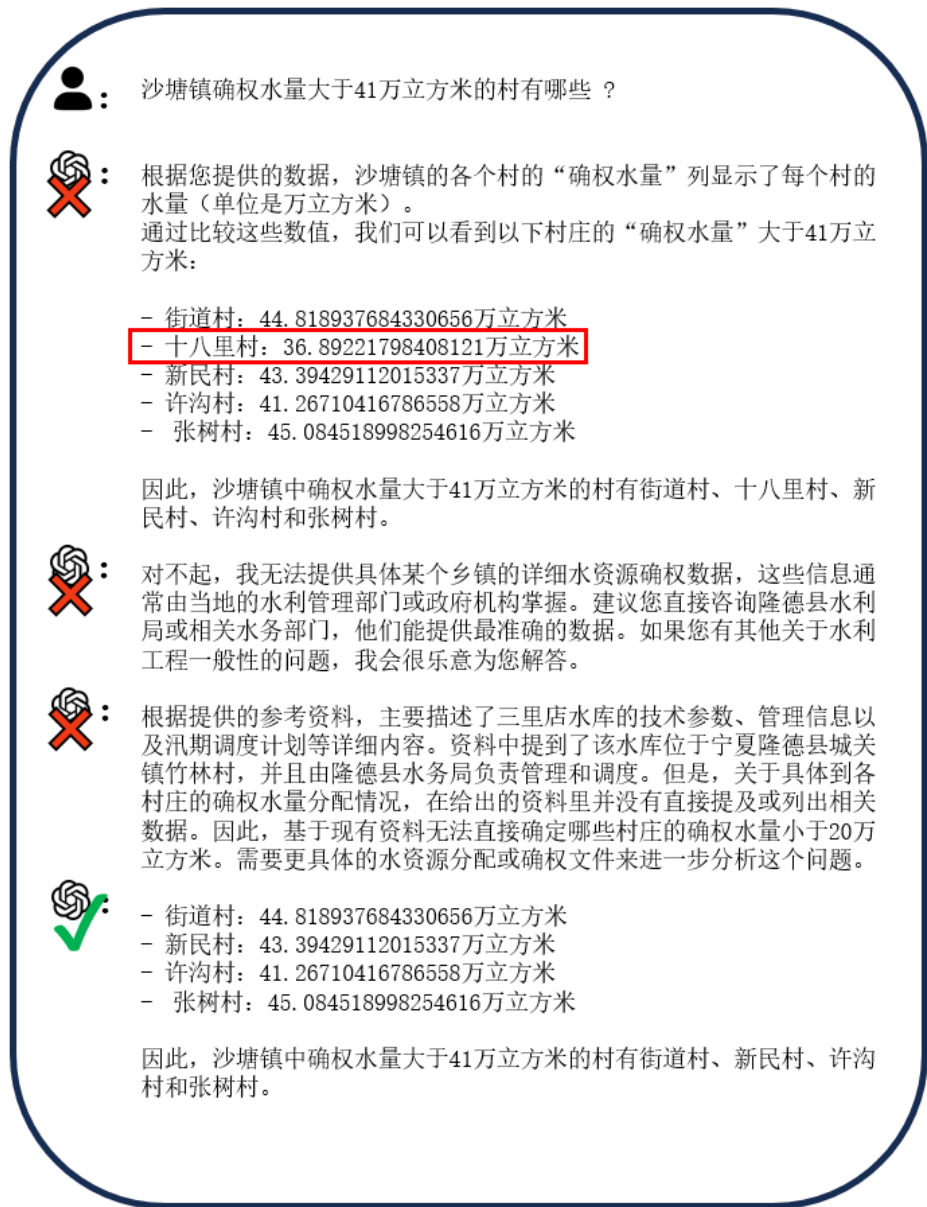 : 沙塘镇确权水量大于41万立方米的村有哪些 ?
: 根据您提供的数据，沙塘镇的各个村的“确权水量”列显示了每个村的
水量（单位是万立方米）。
通过比较这些数值，我们可以看到以下村庄的“确权水量”大于41万立
方米：
- 街道村：44.818937684330656万立方米
- 十八里村：36.89221798408121万立方米
- 新民村：43.39429112015337万立方米
- 许沟村：41.26710416786558万立方米
- 张树村：45.084518998254616万立方米
因此，沙塘镇中确权水量大于41万立方米的村有街道村、十八里村、新
民村、许沟村和张树村。
: 对不起，我无法提供具体某个乡镇的详细水资源确权数据，这些信息通
常由当地的水利管理部门或政府机构掌握。建议您直接咨询隆德县水利
局或相关水务部门，他们能提供最准确的数据。如果您有其他关于水利
工程一般性的问题，我会很乐意为您解答。
: 根据提供的参考资料，主要描述了三里店水库的技术参数、管理信息以
及汛期调度计划等详细内容。资料中提到了该水库位于宁夏隆德县城关
镇竹林村，并且由隆德县水务局负责管理和调度。但是，关于具体到各
村庄的确权水量分配情况，在给出的资料里并没有直接提及或列出相关
数据。因此，基于现有资料无法直接确定哪些村庄的确权水量小于20万
立方米。需要更具体的水资源分配或确权文件来进一步分析这个问题。
: - 街道村：44.818937684330656万立方米
- 新民村：43.39429112015337万立方米
- 许沟村：41.26710416786558万立方米
- 张树村：45.084518998254616万立方米
因此，沙塘镇中确权水量大于41万立方米的村有街道村、新民村、许沟
村和张树村。